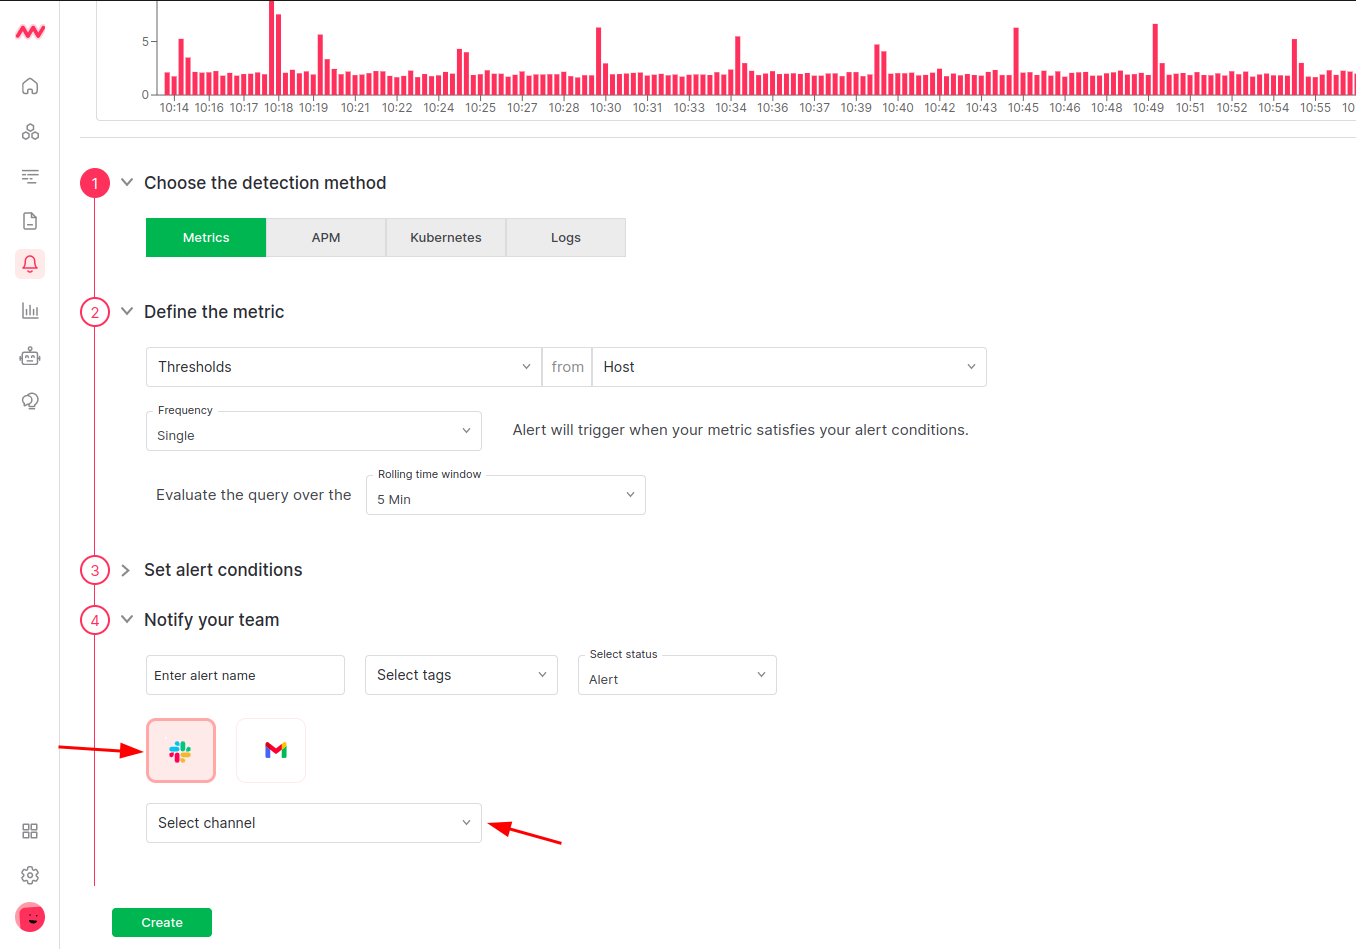 5
0
10:14 10:16 10:17 10:18 10:19 10:21 10:22 10:24 10:25 10:27 10:28 10:30 10:31 10:33 10:34 10:36 10:37 10:39 10:40 10:42 10:43 10:45 10:46 10:48 10:49 10:51 10:52 10:54 10:55
1 Choose the detection method
Metrics APM Kubernetes Logs
2 Define the metric
Thresholds from Host
Frequency
Single
Alert will trigger when your metric satisfies your alert conditions.
Evaluate the query over the
Rolling time window
5 Min
3 Set alert conditions
4 Notify your team
Enter alert name
Select tags
Select status
Alert
Select channel
Create